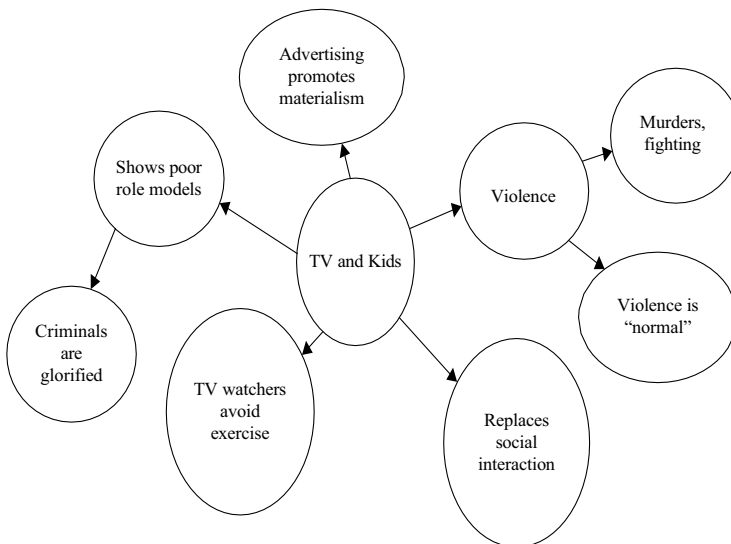 Advertising
promotes
materialism
Murders,
fighting
Shows poor
role models
Violence
TV and Kids
Violence is
“normal”
Criminals
are
glorified
TV watchers
avoid
exercise
Replaces
social
interaction